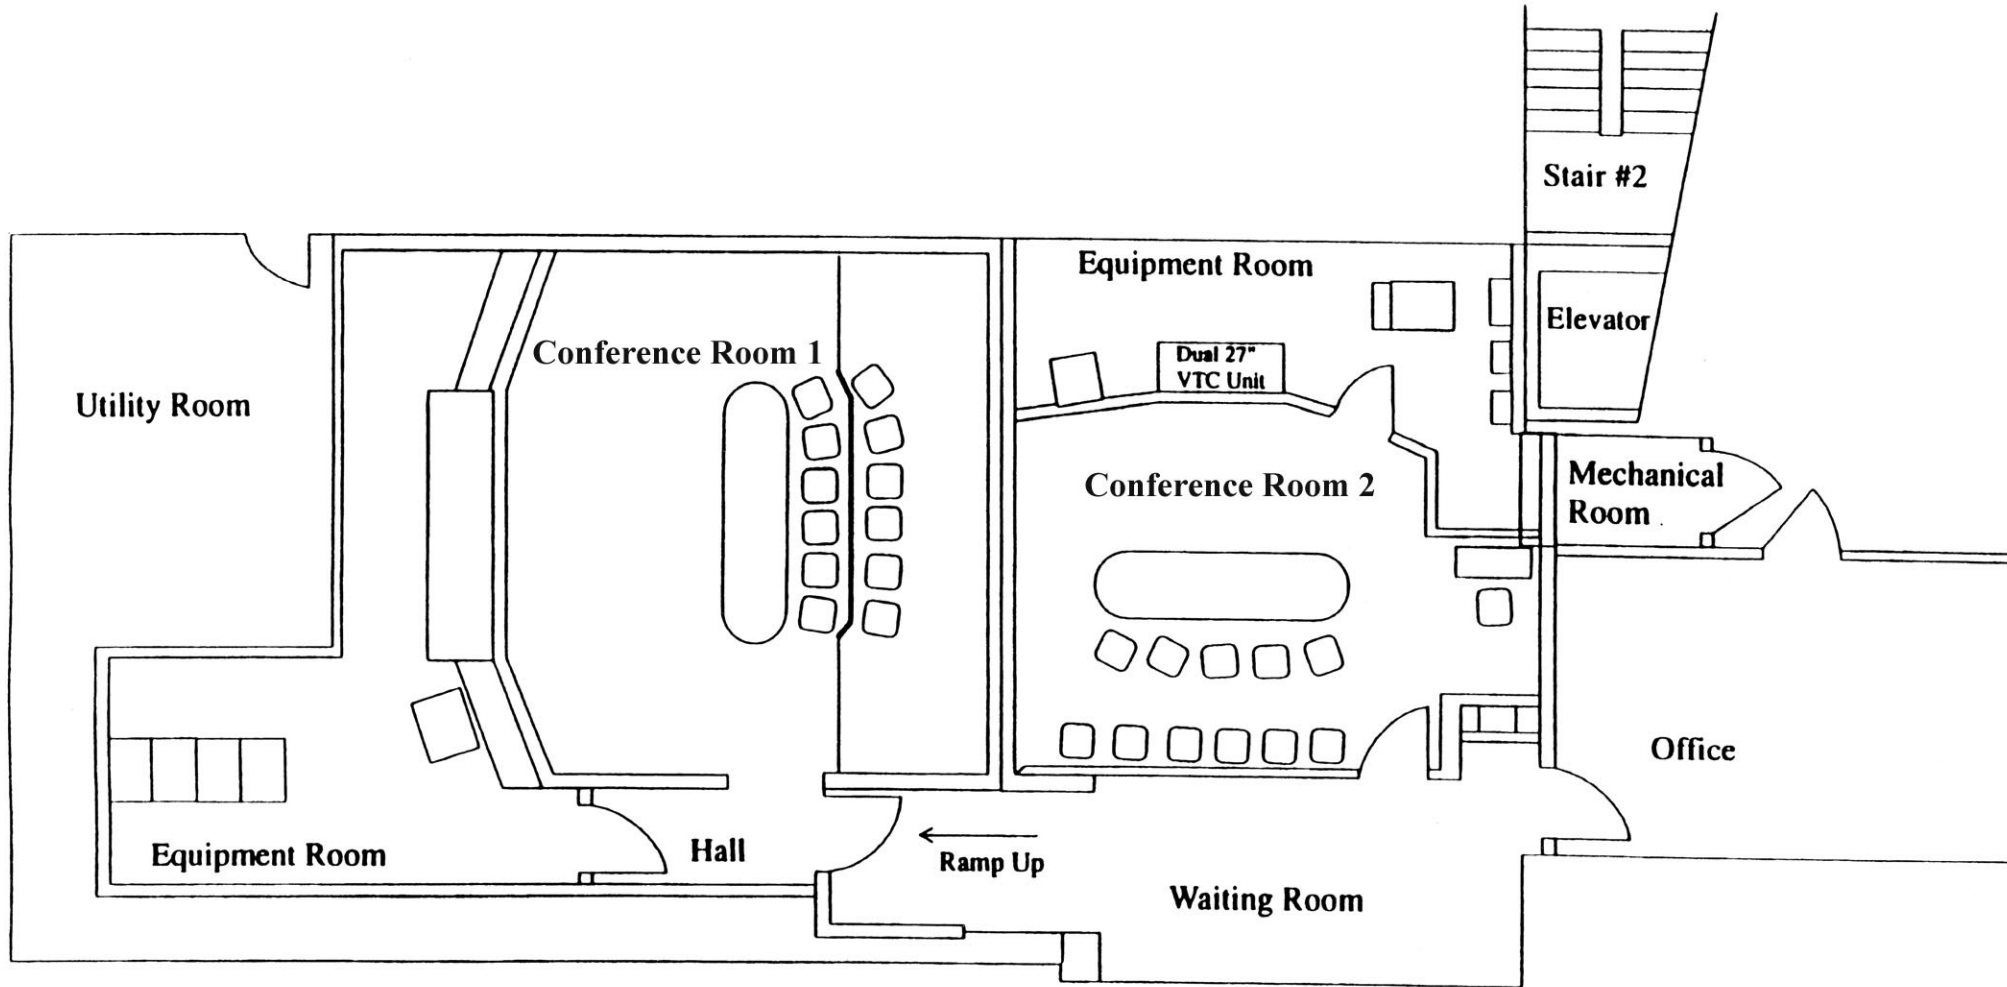 Stair #2
Equipment Room
Elevator
Conference Room 1
Dual 27"
VTC Unit
Utility Room
Conference Room 2
Mechanical
Room
Office
Equipment Room
Hall
Ramp Up
Waiting Room